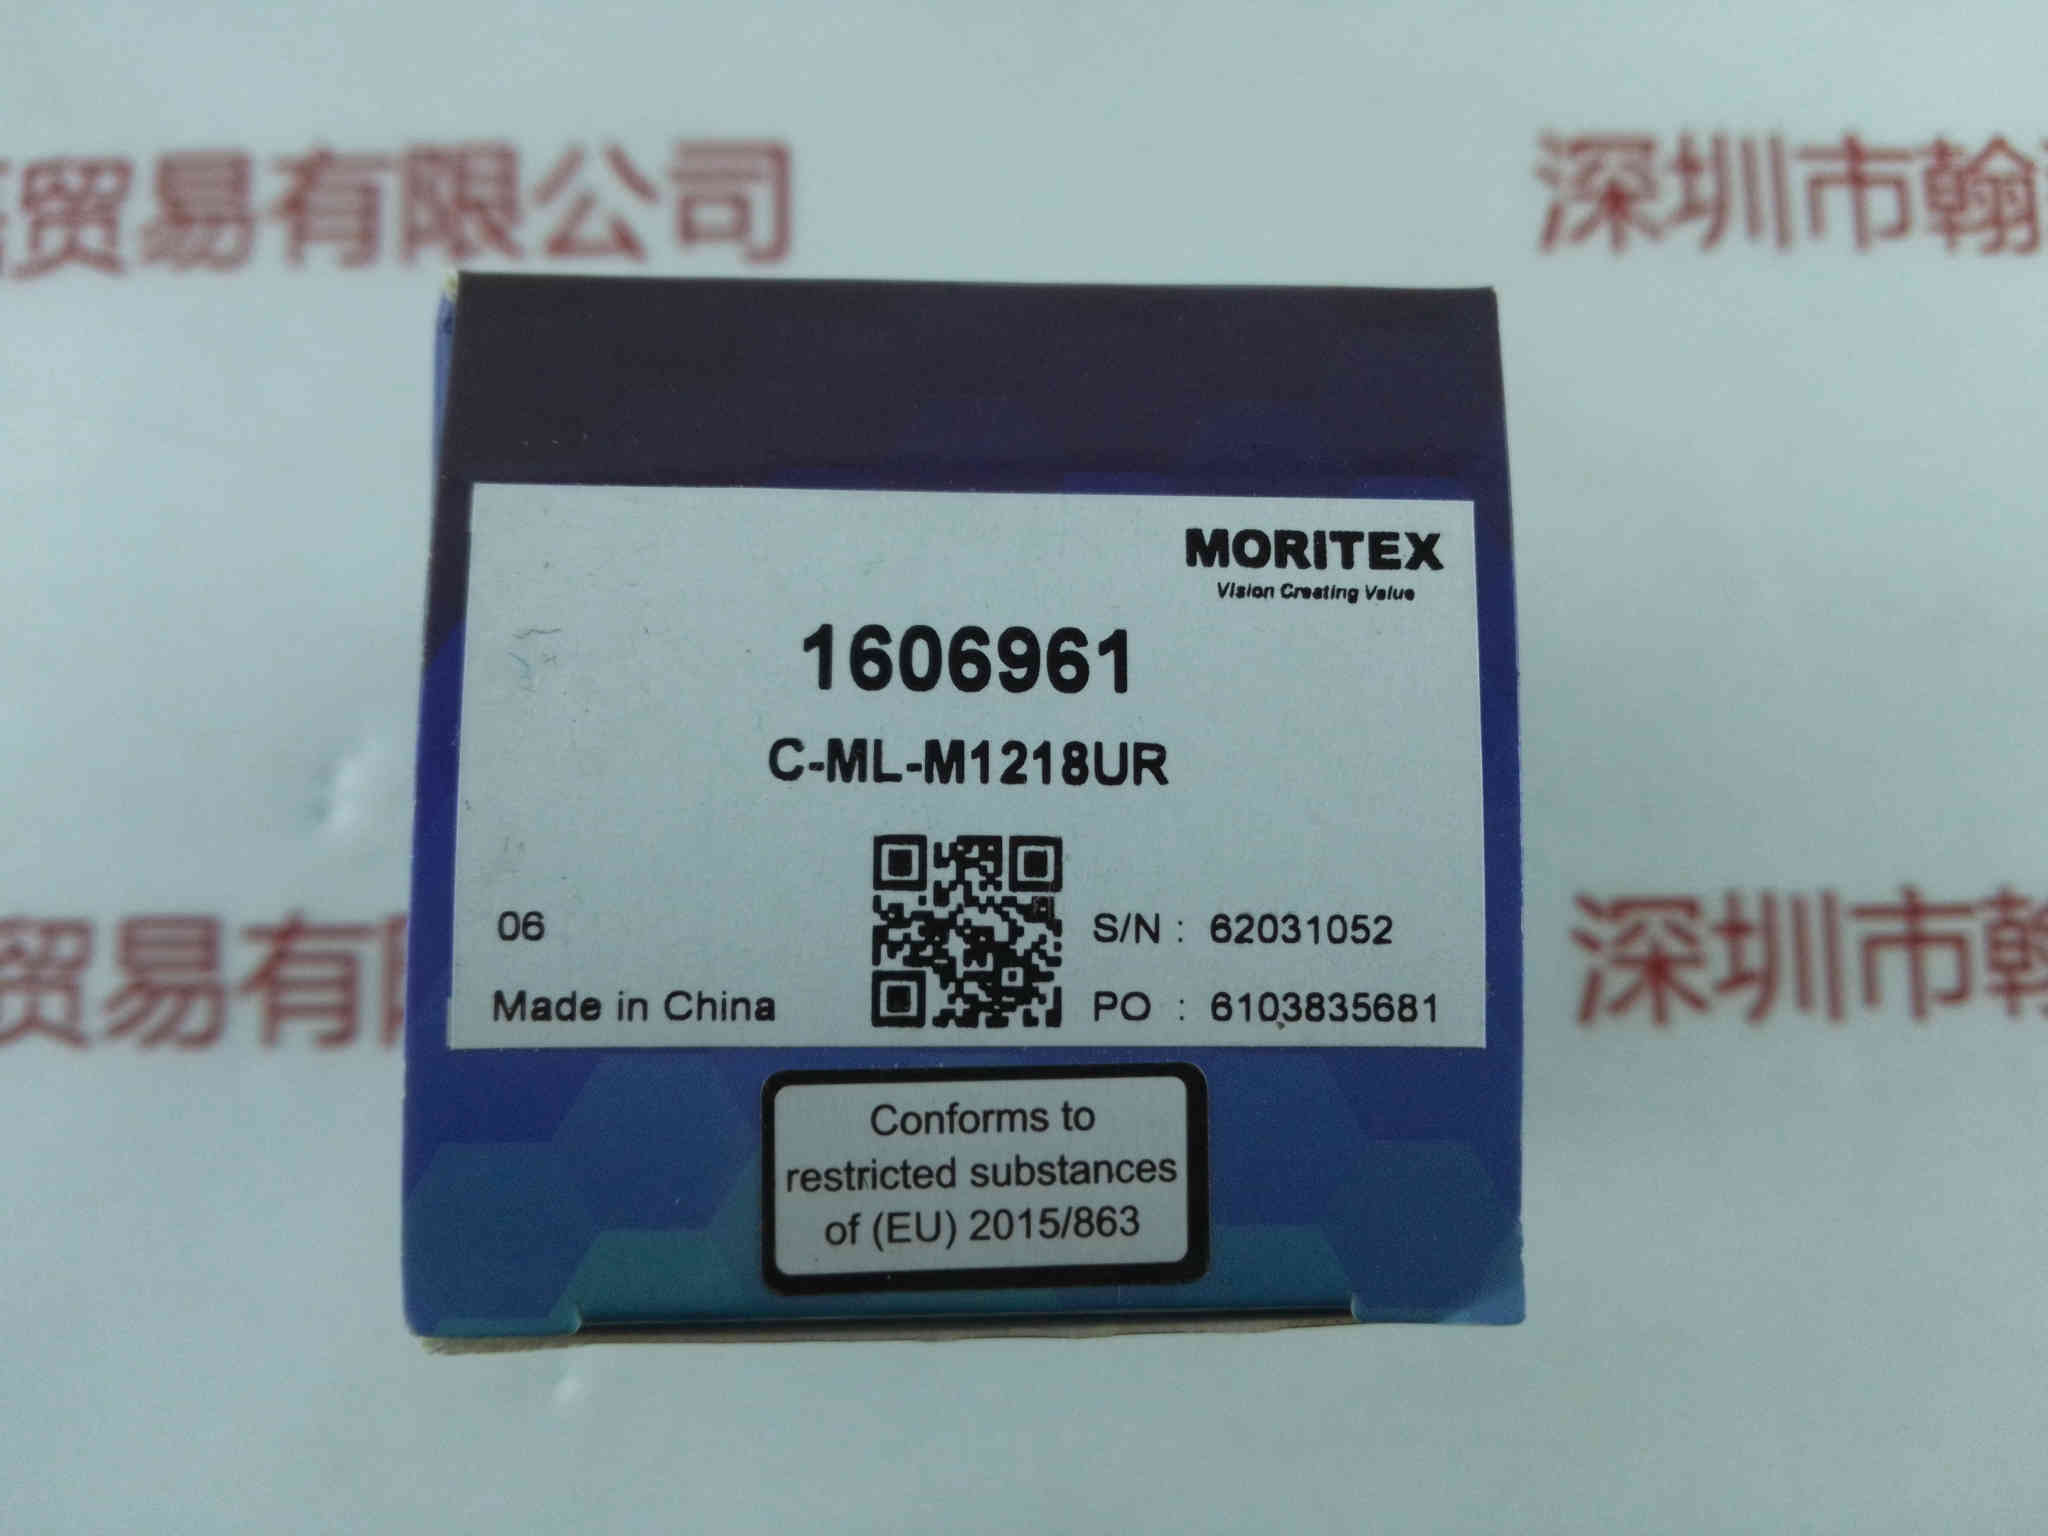 贸易有限公司
深圳市翰
MORITEX
Vision Creating Value
1606961
C-ML-M1218UR
06
S/N : 62031052
Made in China
PO : 6103835681
贸易有限
深圳市翰
Conforms to
restricted substances
of (EU) 2015/863